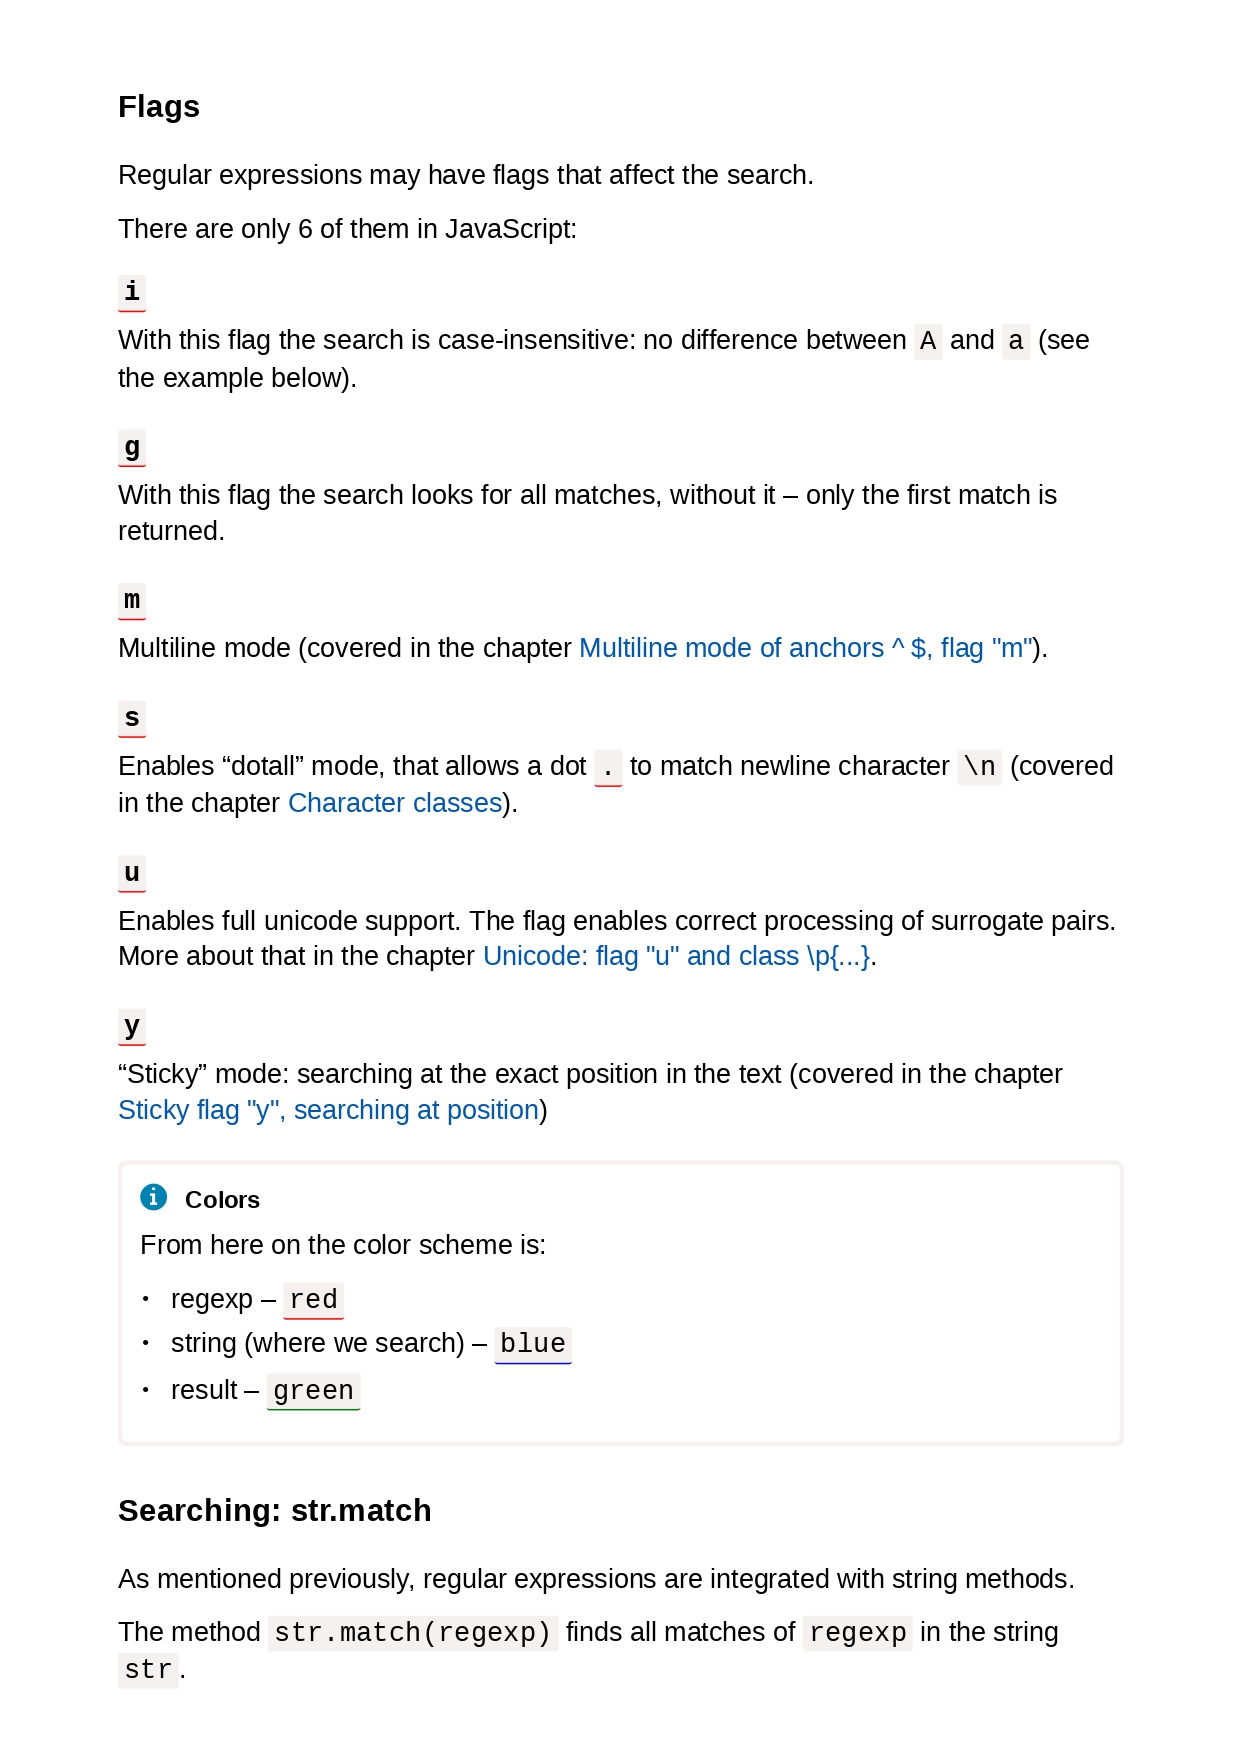 Flags
Regular expressions may have flags that affect the search.
There are only 6 of them in JavaScript:
i
With this flag the search is case-insensitive: no difference between A and a (see
the example below).
g
With this flag the search looks for all matches, without it – only the first match is
returned.
m
Multiline mode (covered in the chapter Multiline mode of anchors ^ $, flag "m").
s
Enables “dotall” mode, that allows a dot . to match newline character \n (covered
in the chapter Character classes).
u
Enables full unicode support. The flag enables correct processing of surrogate pairs.
More about that in the chapter Unicode: flag "u" and class \p{...}.
y
“Sticky” mode: searching at the exact position in the text (covered in the chapter
Sticky flag "y", searching at position)
Colors
From here on the color scheme is:
• regexp – red
• string (where we search) – blue
• result – green
Searching: str.match
As mentioned previously, regular expressions are integrated with string methods.
The method str.match(regexp) finds all matches of regexp in the string
str.